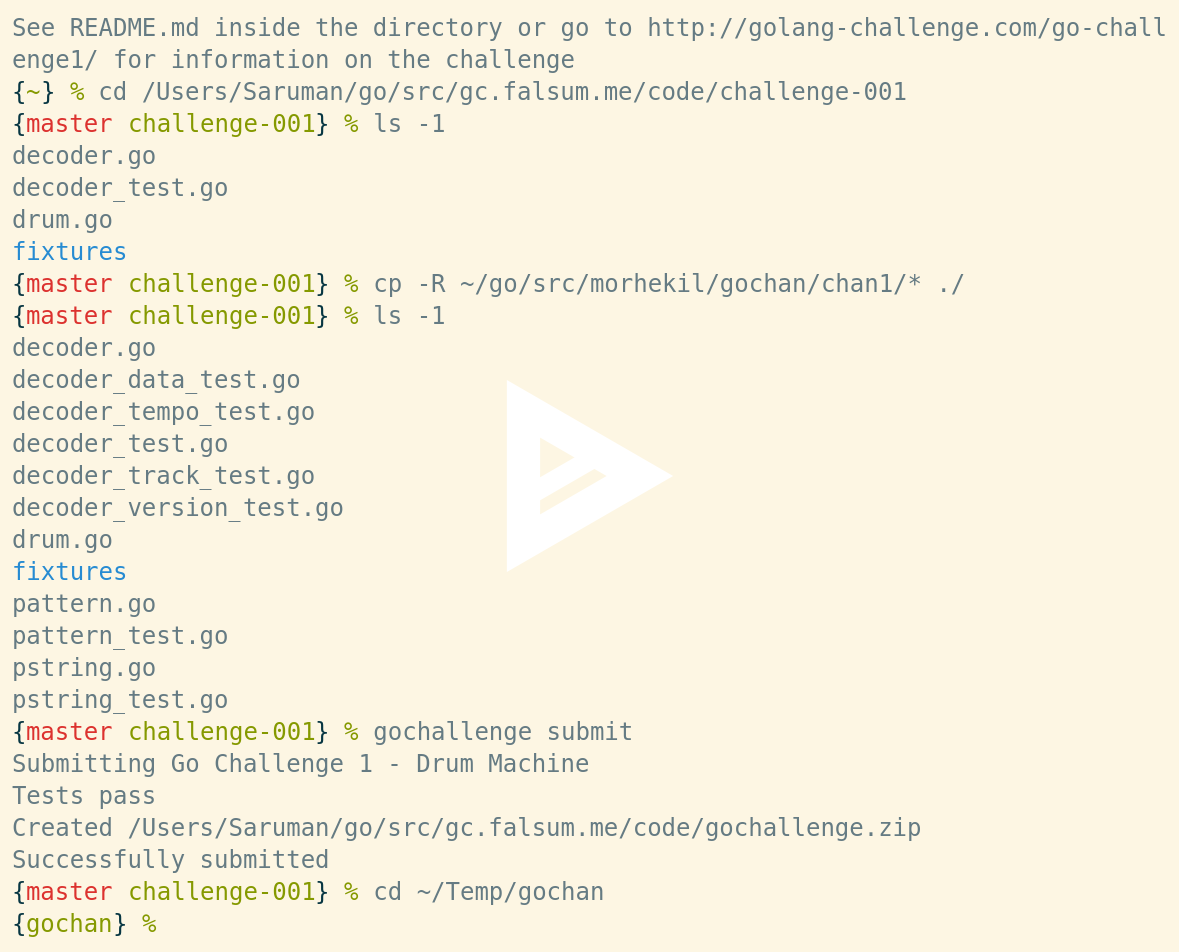 See README.md inside the directory or go to http://golang-challenge.com/go-chall
enge1/ for information on the challenge
{~} % cd /Users/Saruman/go/src/gc.falsum.me/code/challenge-001
{master challenge-001} % ls -1
decoder.go
decoder_test.go
drum.go
fixtures
{master challenge-001} % cp -R ~/go/src/morhekil/gochan/chan1/* ./
{master challenge-001} % ls -1
decoder.go
decoder_data_test.go
decoder_tempo_test.go
decoder_test.go
decoder_track_test.go
decoder_version_test.go
drum.go
fixtures
pattern.go
pattern_test.go
pstring.go
pstring_test.go
{master challenge-001} % gochallenge submit
Submitting Go Challenge 1 - Drum Machine
Tests pass
Created /Users/Saruman/go/src/gc.falsum.me/code/gochallenge.zip
Successfully submitted
{master challenge-001} % cd ~/Temp/gochan
{gochan} %